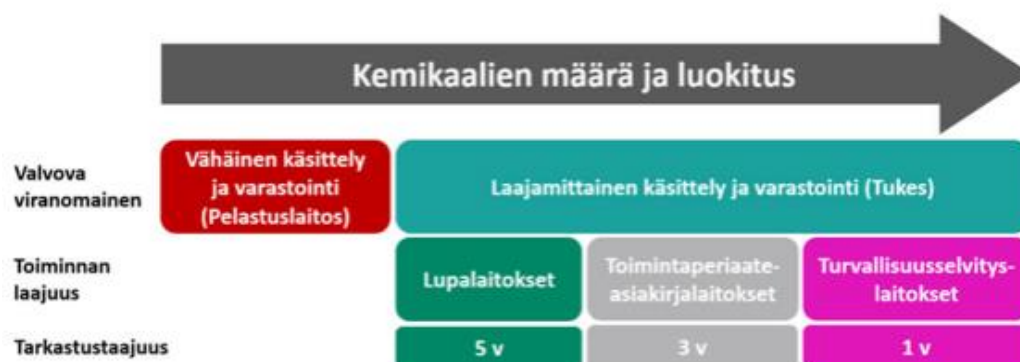 Kemikaalien määrä ja luokitus
Valvova
viranomainen
Vähäinen käsittely
ja varastointi
(Pelastuslaitos)
Laajamittainen käsittely ja varastointi (Tukes)
Toiminnan
laajuus
Lupalaitokset
Toimintaperiaate-
asiakirjalaitokset
Turvallisuusselvitys-
laitokset
Tarkastustaajuus
5 v
3 v
1 v